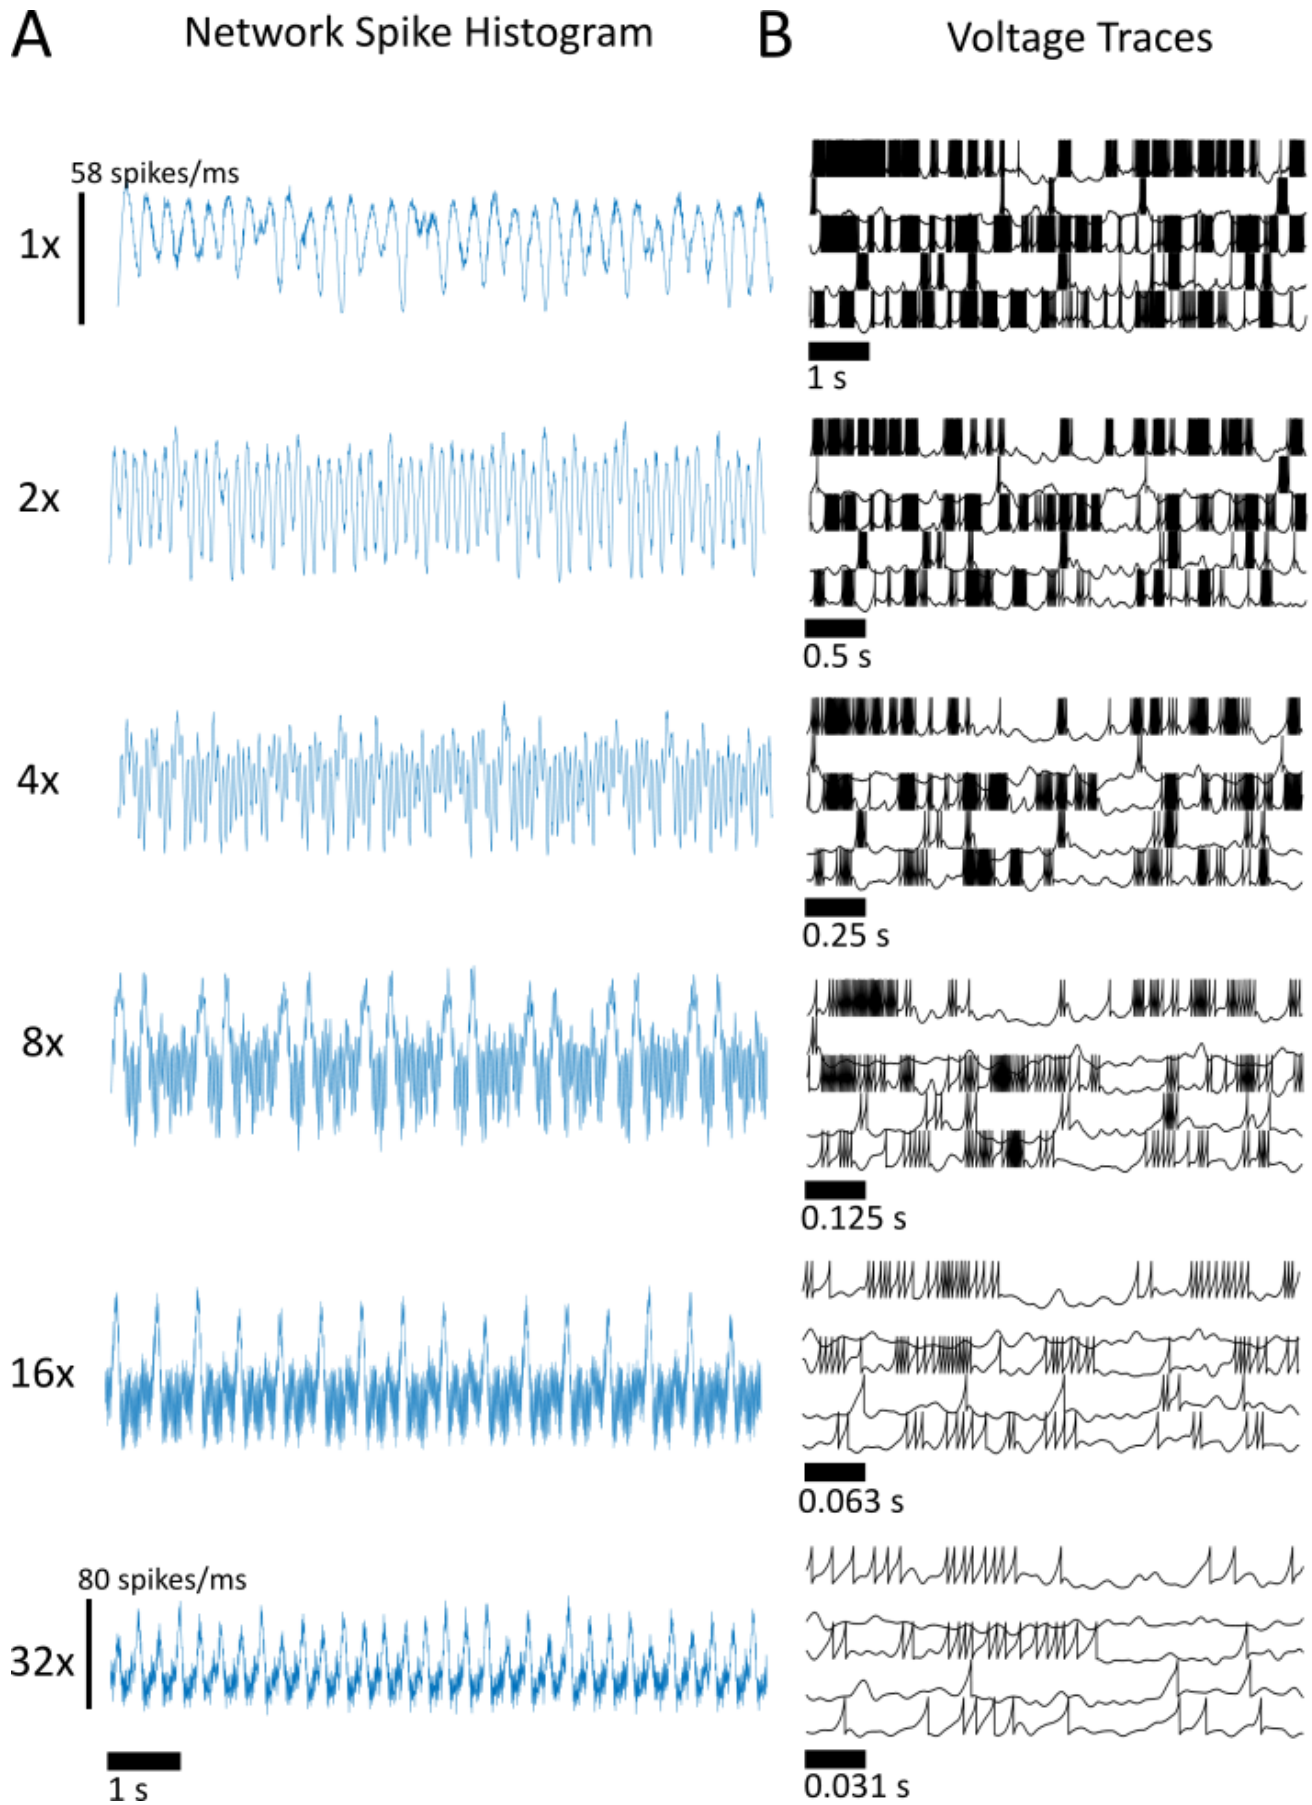 A Network Spike Histogram
B Voltage Traces
58 spikes/ms
1x
1 s
2x
0.5 s
4x
0.25 s
8x
0.125 s
16x
0.063 s
80 spikes/ms
32x
1 s
0.031 s